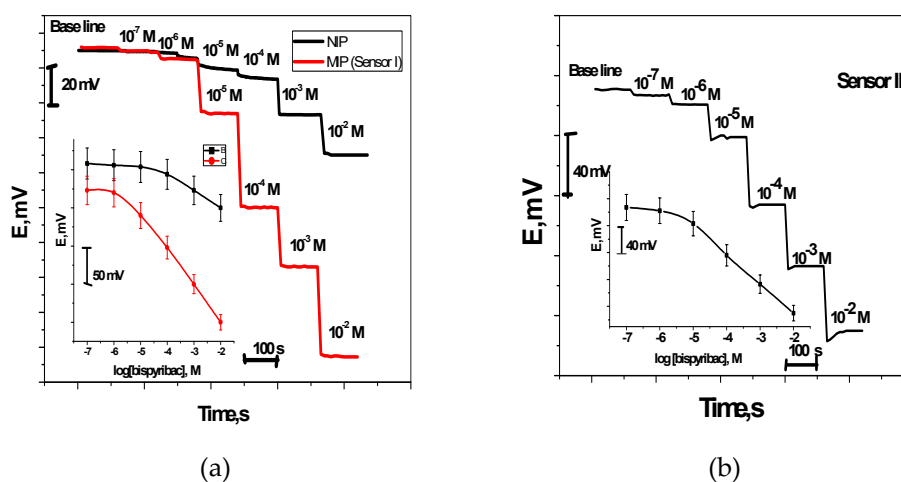 Base line
10⁻⁷ M
10⁻⁶ M
10⁻⁵ M
10⁻⁴ M
10⁻³ M
10⁻² M
NIP
MIP (Sensor I)
20 mV
10⁻⁵ M
10⁻⁴ M
10⁻³ M
10⁻² M
E,mV
B
C
E, mV
50 mV
-7 -6 -5 -4 -3 -2
log[bispyribac], M
100 s
Time,s
(a)
Sensor II
Base line
10⁻⁷ M
10⁻⁶ M
10⁻⁵ M
10⁻⁴ M
10⁻³ M
10⁻² M
40 mV
E,mV
E, mV
40 mV
-7 -6 -5 -4 -3 -2
log[bispyribac], M
100 s
Time,s
(b)